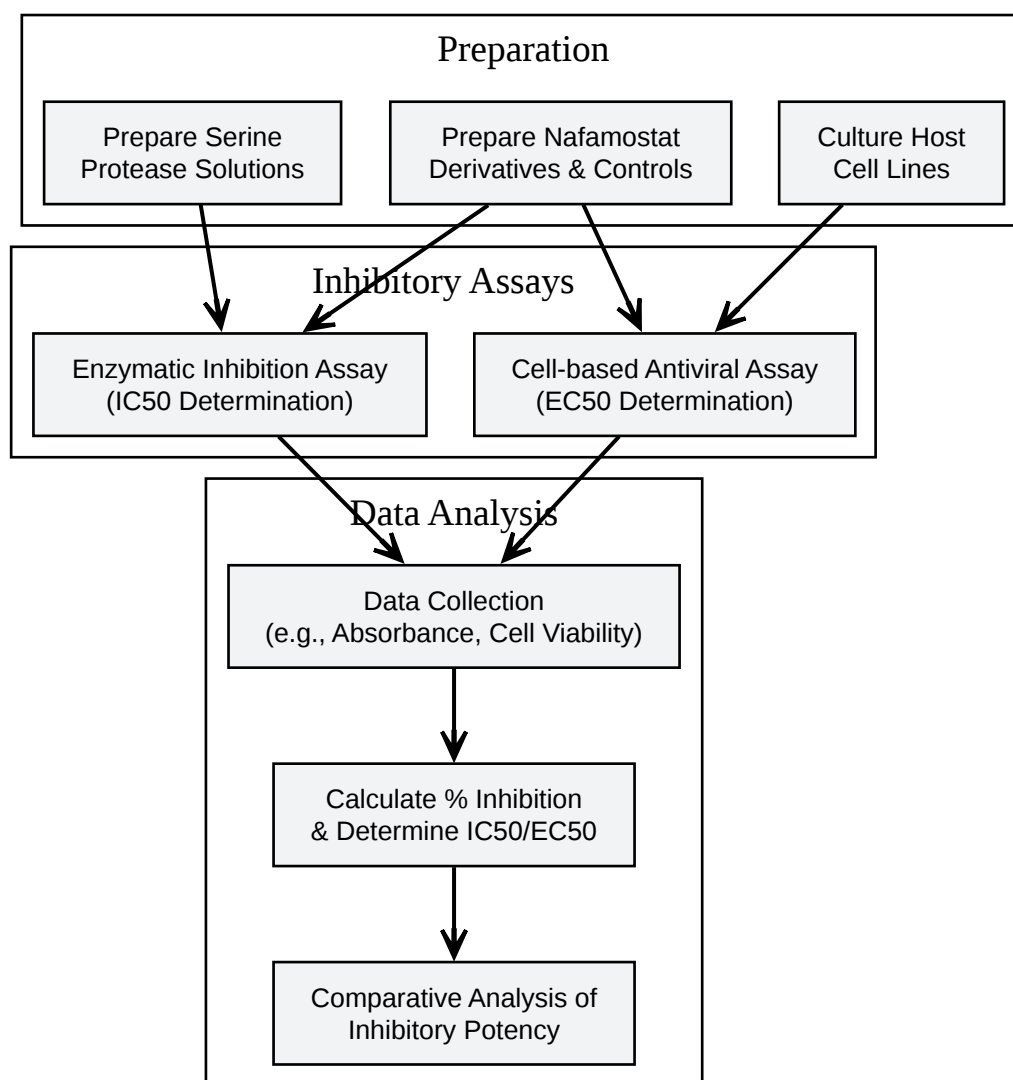 Preparation
Prepare Serine
Protease Solutions
Prepare Nafamostat
Derivatives & Controls
Culture Host
Cell Lines
Inhibitory Assays
Enzymatic Inhibition Assay
(IC50 Determination)
Cell-based Antiviral Assay
(EC50 Determination)
Data Analysis
Data Collection
(e.g., Absorbance, Cell Viability)
Calculate % Inhibition
& Determine IC50/EC50
Comparative Analysis of
Inhibitory Potency